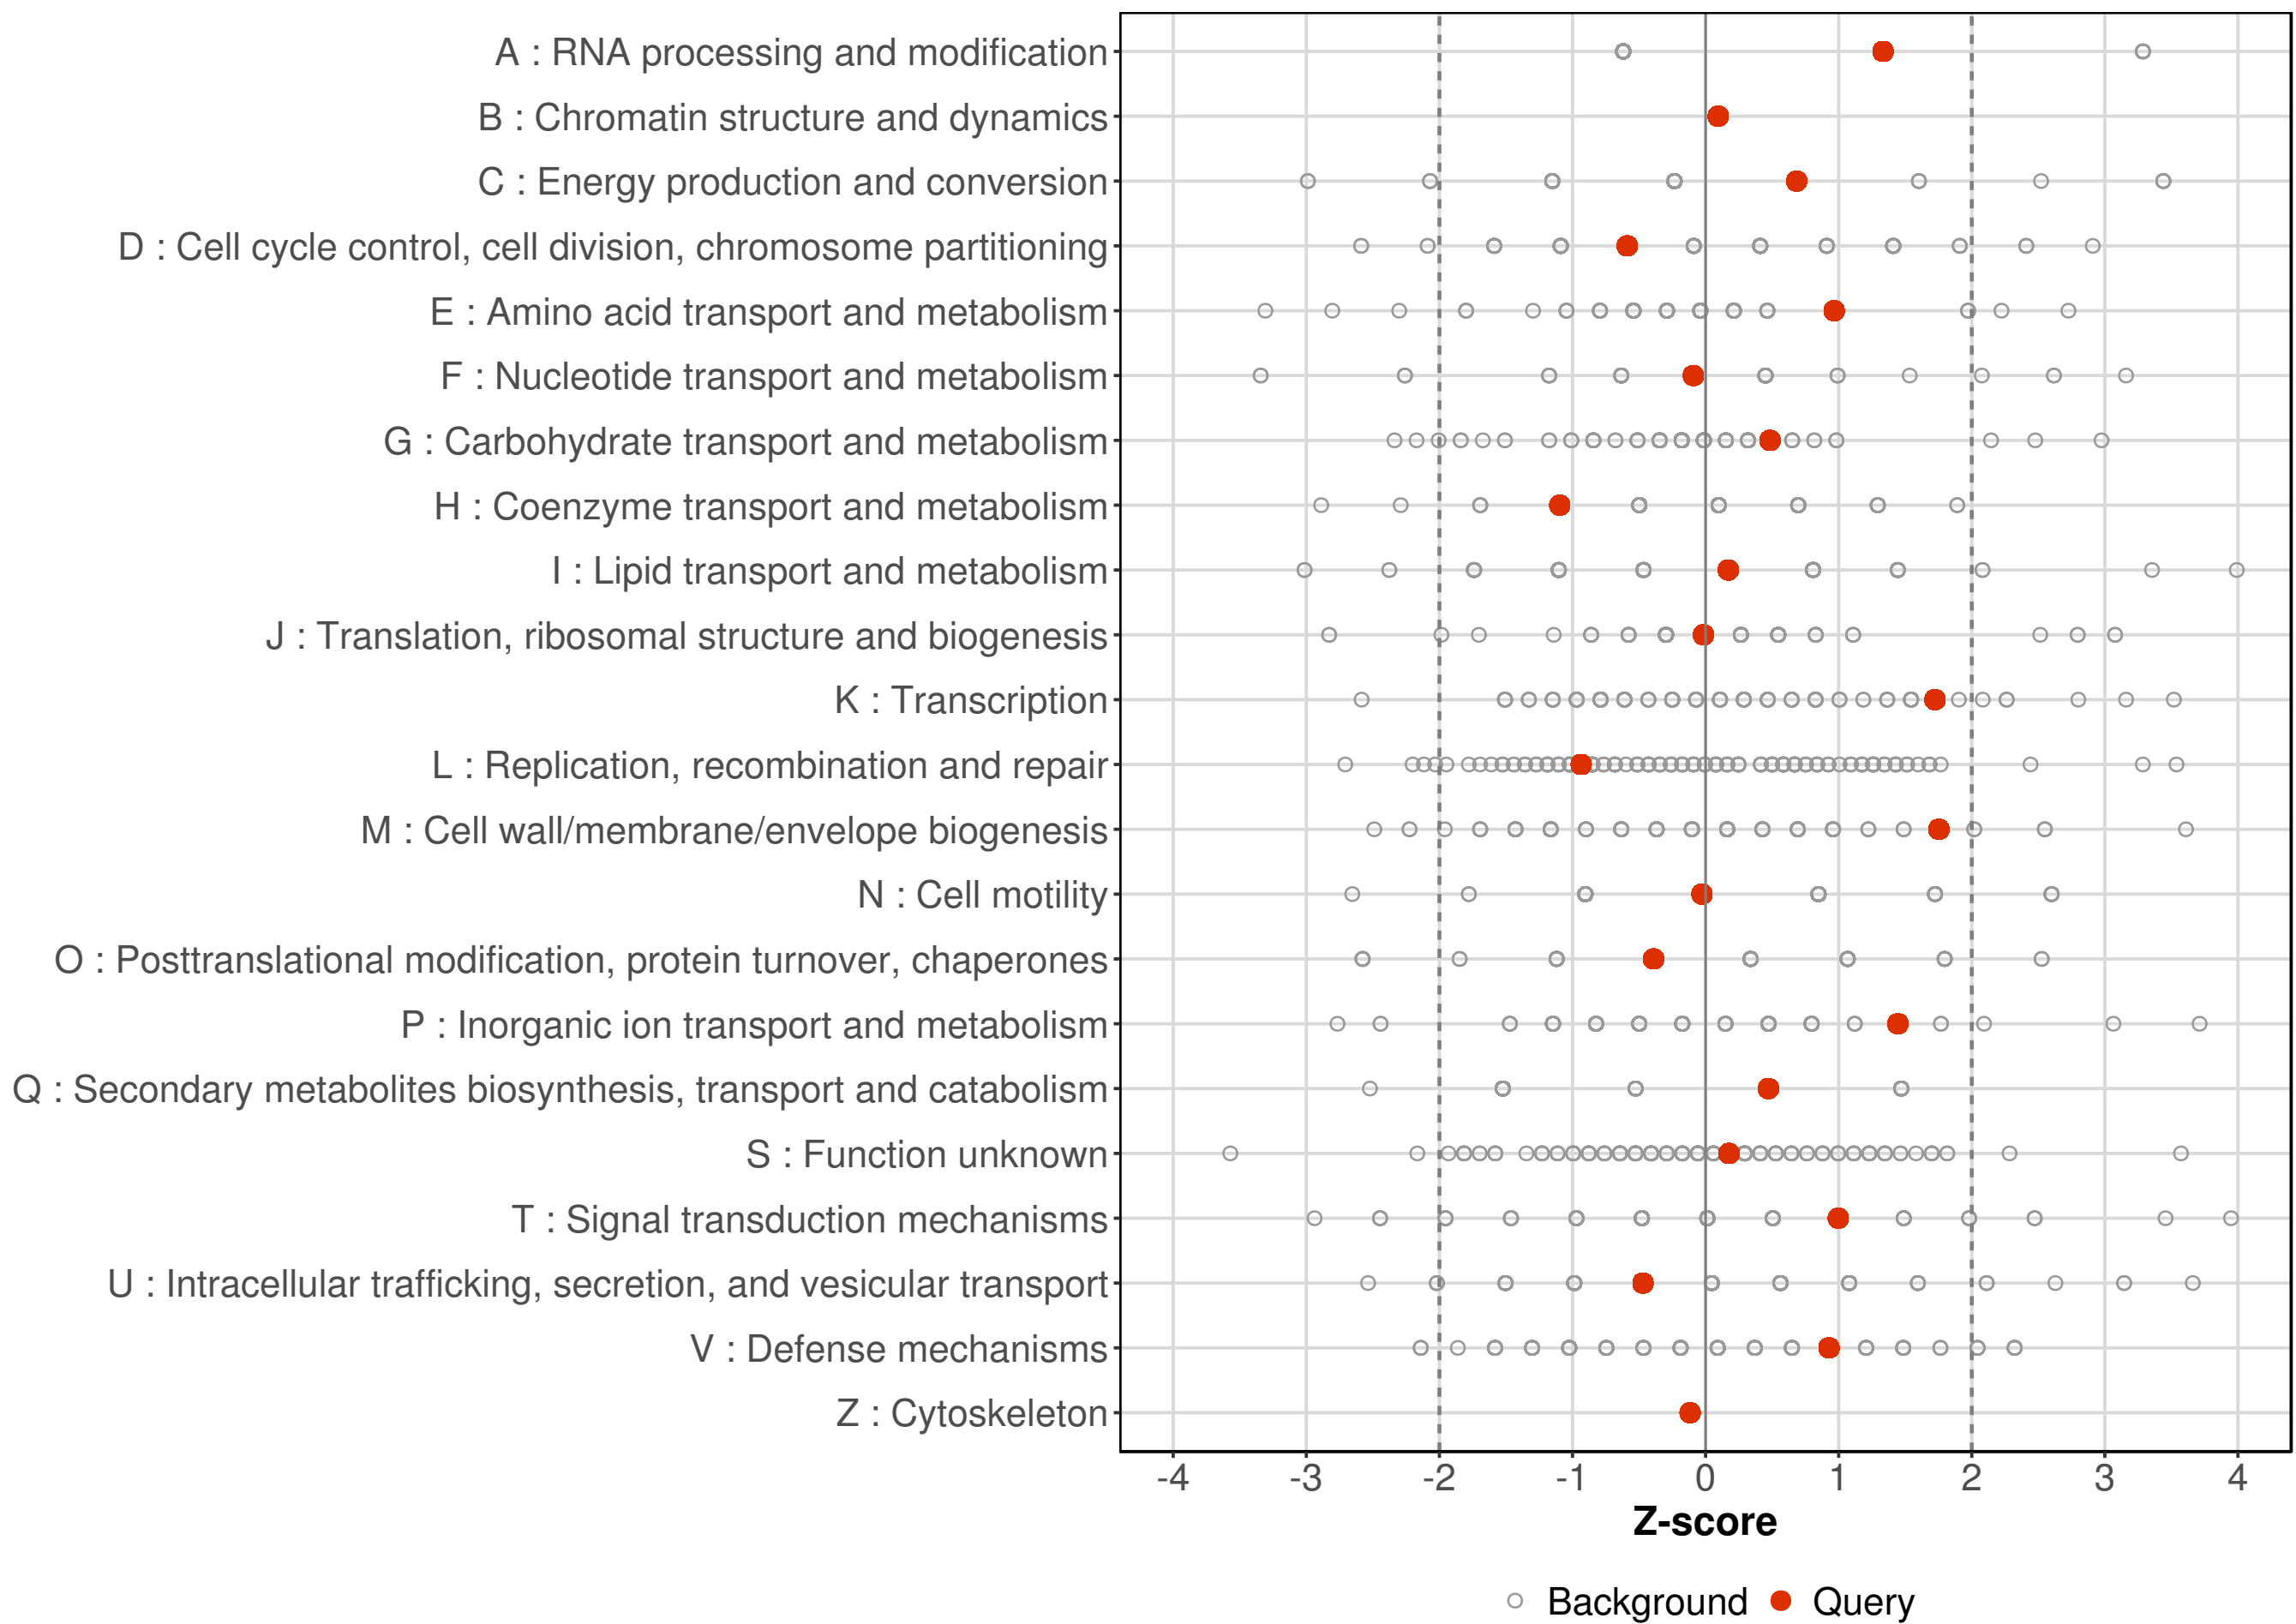 A : RNA processing and modification
B : Chromatin structure and dynamics
C : Energy production and conversion
D : Cell cycle control, cell division, chromosome partitioning
E : Amino acid transport and metabolism
F : Nucleotide transport and metabolism
G : Carbohydrate transport and metabolism
H : Coenzyme transport and metabolism
I : Lipid transport and metabolism
J : Translation, ribosomal structure and biogenesis
K : Transcription
L : Replication, recombination and repair
M : Cell wall/membrane/envelope biogenesis
N : Cell motility
O : Posttranslational modification, protein turnover, chaperones
P : Inorganic ion transport and metabolism
Q : Secondary metabolites biosynthesis, transport and catabolism
S : Function unknown
T : Signal transduction mechanisms
U : Intracellular trafficking, secretion, and vesicular transport
V : Defense mechanisms
Z : Cytoskeleton
-4 -3 -2 -1 0 1 2 3 4
Z-score
Background Query